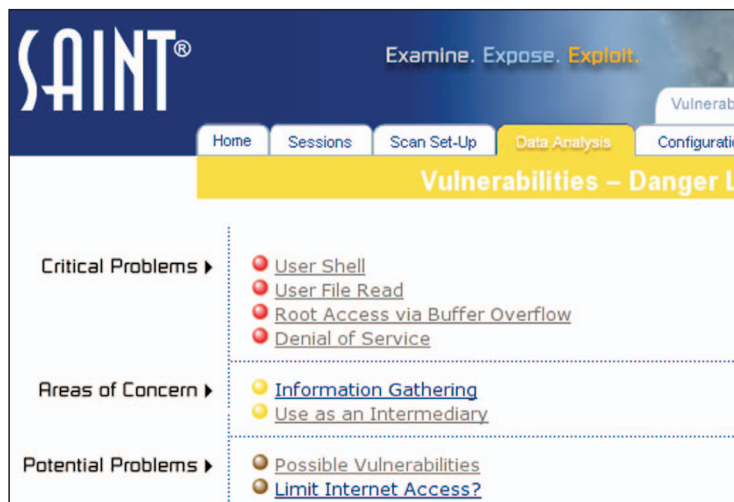 SAINT®
Examine. Expose. Exploit.
Vulnerab
Home Sessions Scan Set-Up Data Analysis Configurati
Vulnerabilities – Danger L
Critical Problems
User Shell
User File Read
Root Access via Buffer Overflow
Denial of Service
Areas of Concern
Information Gathering
Use as an Intermediary
Potential Problems
Possible Vulnerabilities
Limit Internet Access?